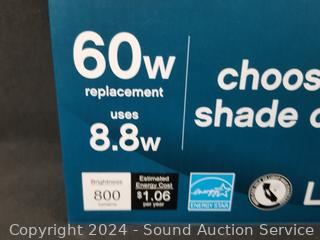 60w
replacement
uses
8.8w
choos
shade o
Brightness
800
lumens
Estimated
Energy Cost
$1.06
per year
ENERGY STAR
L
Copyright 2024 - Sound Auction Service